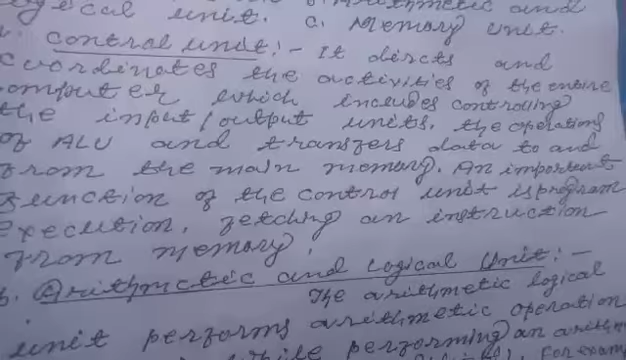 logical unit. c. Memory unit.
a. Control unit :- It directs and
coordinates the activities of the entire
computer which includes controlling
the input/output units, the operations
of ALU and transfers data to and
from the main memory. An important
function of the control unit is program
execution, fetching an instruction
from memory.
b. Arithmetic and Logical Unit :-
The arithmetic logical
unit performs arithmetic operation
while performing an arithm
For exam